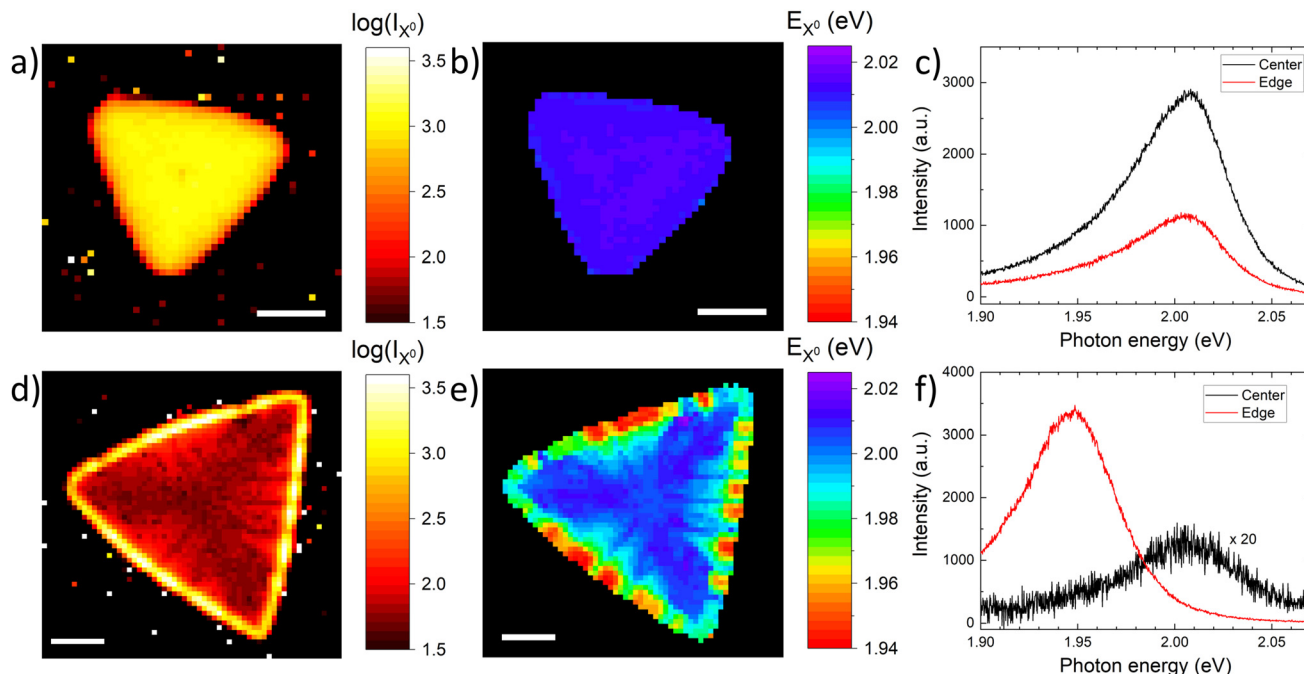 a)
log(I_X⁰)
3.5
3.0
2.5
2.0
1.5
b)
E_X⁰ (eV)
2.02
2.00
1.98
1.96
1.94
c)
Intensity (a.u.)
3000
2000
1000
0
Center
Edge
1.90 1.95 2.00 2.05
Photon energy (eV)
d)
log(I_X⁰)
3.5
3.0
2.5
2.0
1.5
e)
E_X⁰ (eV)
2.02
2.00
1.98
1.96
1.94
f)
Intensity (a.u.)
4000
3000
2000
1000
0
Center
Edge
x 20
1.90 1.95 2.00 2.05
Photon energy (eV)